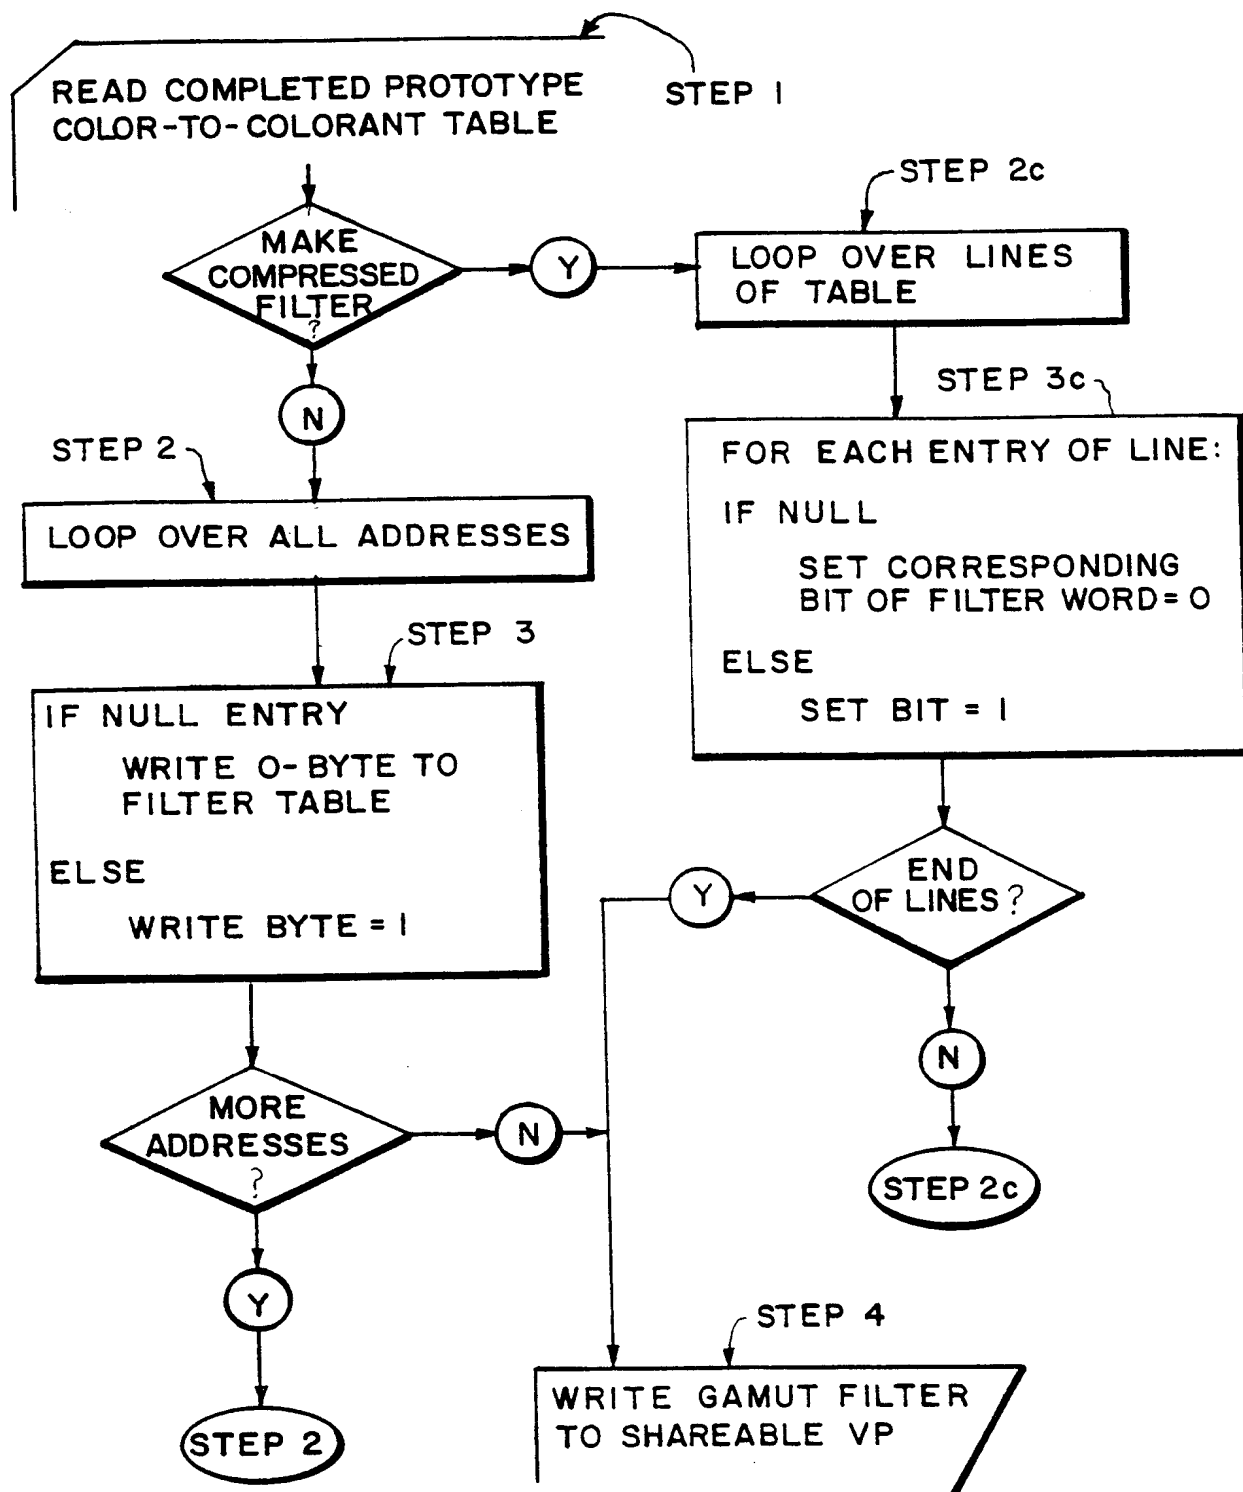 READ COMPLETED PROTOTYPE
COLOR-TO-COLORANT TABLE
STEP 1
MAKE
COMPRESSED
FILTER
?
Y
STEP 2c
LOOP OVER LINES
OF TABLE
N
STEP 2
LOOP OVER ALL ADDRESSES
STEP 3c
FOR EACH ENTRY OF LINE:
IF NULL
SET CORRESPONDING
BIT OF FILTER WORD = 0
ELSE
SET BIT = 1
STEP 3
IF NULL ENTRY
WRITE 0-BYTE TO
FILTER TABLE
ELSE
WRITE BYTE = 1
END
OF LINES?
Y
N
STEP 2c
MORE
ADDRESSES
?
N
Y
STEP 2
STEP 4
WRITE GAMUT FILTER
TO SHAREABLE VP